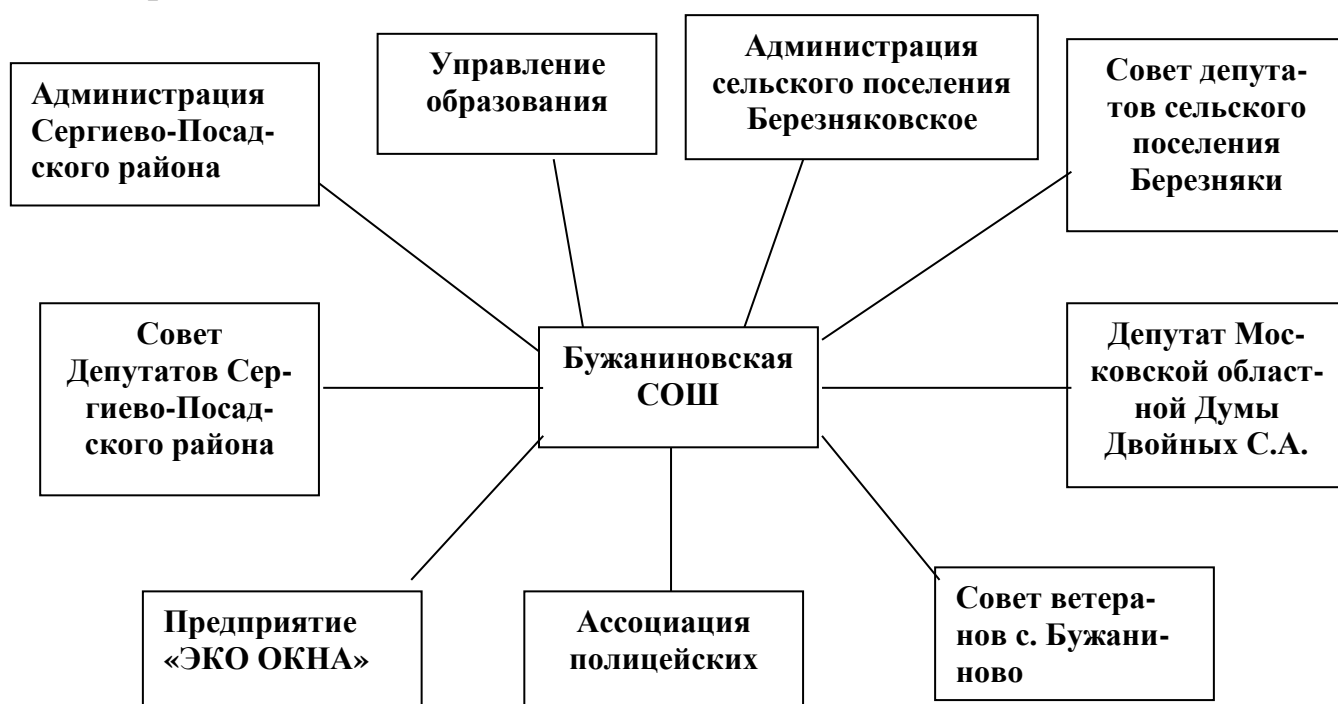 Администрация
Сергиево-Посад-
ского района
Управление
образования
Администрация
сельского поселения
Березняковское
Совет депута-
тов сельского
поселения
Березняки
Совет
Депутатов Сер-
гиево-Посад-
ского района
Бужаниновская
СОШ
Депутат Мос-
ковской област-
ной Думы
Двойных С.А.
Предприятие
«ЭКО ОКНА»
Ассоциация
полицейских
Совет ветера-
нов с. Бужани-
ново